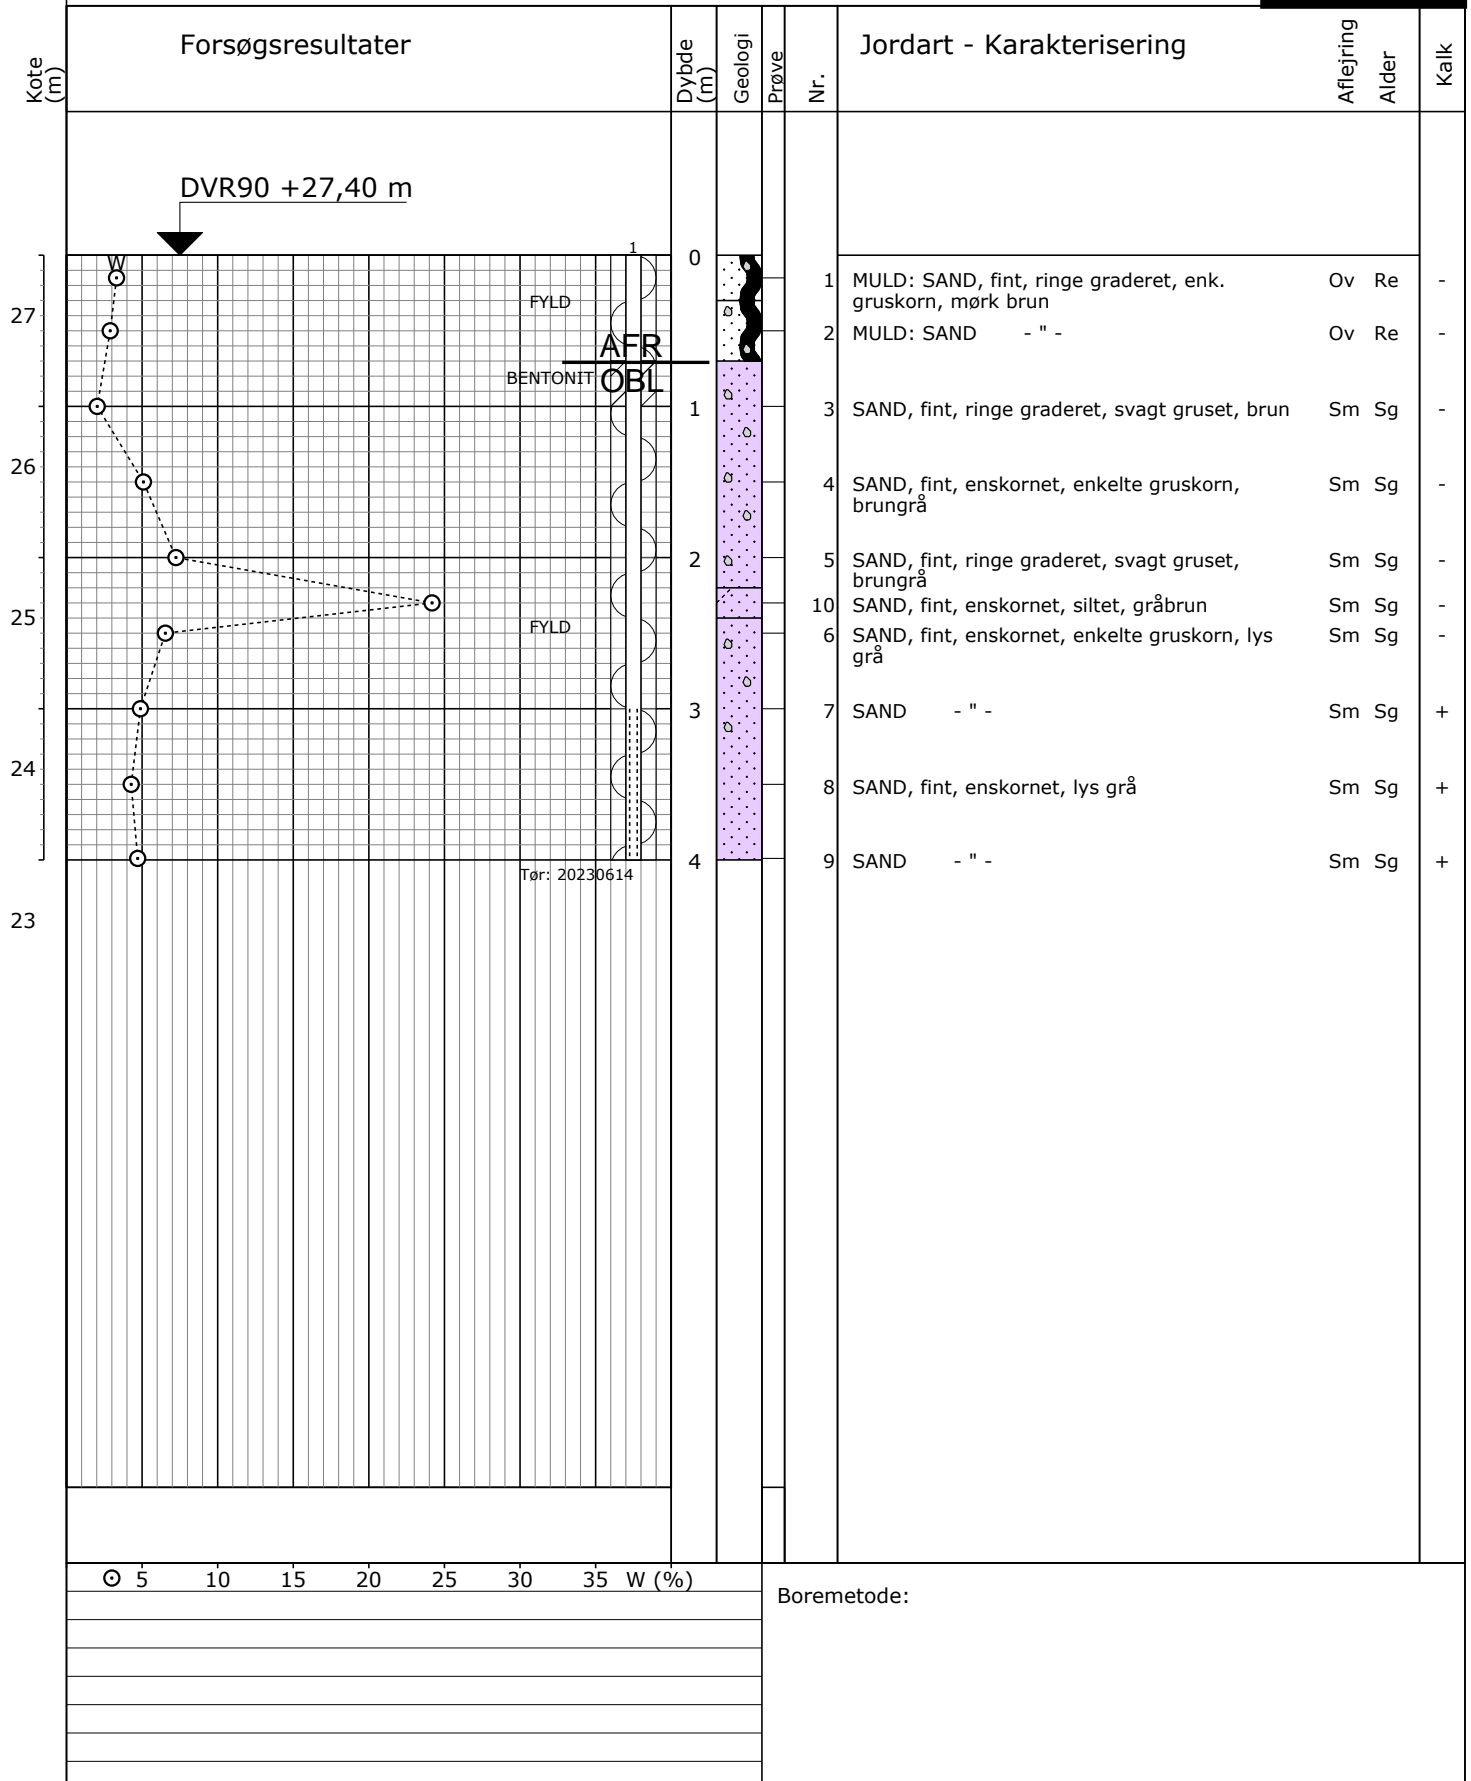 Kote
(m)
Forsøgsresultater
Dybde
(m)
Geologi
Prøve
Nr.
Jordart - Karakterisering
Aflejring
Alder
Kalk
DVR90 +27,40 m
W
1
0
1 MULD: SAND, fint, ringe graderet, enk. Ov Re -
gruskorn, mørk brun
FYLD
27
2 MULD: SAND - " - Ov Re -
AFR
BENTONIT OBL
1
3 SAND, fint, ringe graderet, svagt gruset, brun Sm Sg -
26
4 SAND, fint, enskornet, enkelte gruskorn, Sm Sg -
brungrå
2
5 SAND, fint, ringe graderet, svagt gruset, Sm Sg -
brungrå
10 SAND, fint, enskornet, siltet, gråbrun Sm Sg -
25
FYLD
6 SAND, fint, enskornet, enkelte gruskorn, lys Sm Sg -
grå
3
7 SAND - " - Sm Sg +
24
8 SAND, fint, enskornet, lys grå Sm Sg +
4
9 SAND - " - Sm Sg +
Tør: 20230614
23
5 10 15 20 25 30 35 W (%)
Boremetode: